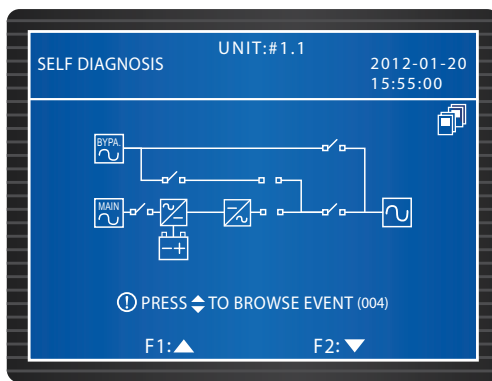 UNIT:#1.1
SELF DIAGNOSIS
2012-01-20
15:55:00
BYPA.
MAIN
PRESS TO BROWSE EVENT (004)
F1: F2: